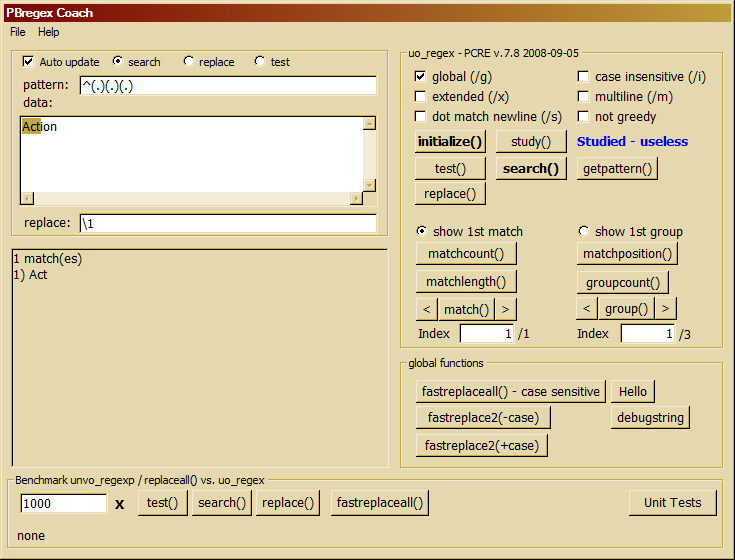 PBregex Coach
File Help
Auto update search replace test
pattern: ^(.)(.)(.)
data:
Action
replace: \1
1 match(es)
1) Act
uo_regex - PCRE v.7.8 2008-09-05
global (/g) case insensitive (/i)
extended (/x) multiline (/m)
dot match newline (/s) not greedy
initialize() study() Studied - useless
test() search() getpattern()
replace()
show 1st match show 1st group
matchcount() matchposition()
matchlength() groupcount()
< match() > < group() >
Index 1 /1 Index 1 /3
global functions
fastreplaceall() - case sensitive Hello
fastreplace2(-case) debugstring
fastreplace2(+case)
Benchmark unvo_regexp / replaceall() vs. uo_regex
1000 x test() search() replace() fastreplaceall() Unit Tests
none